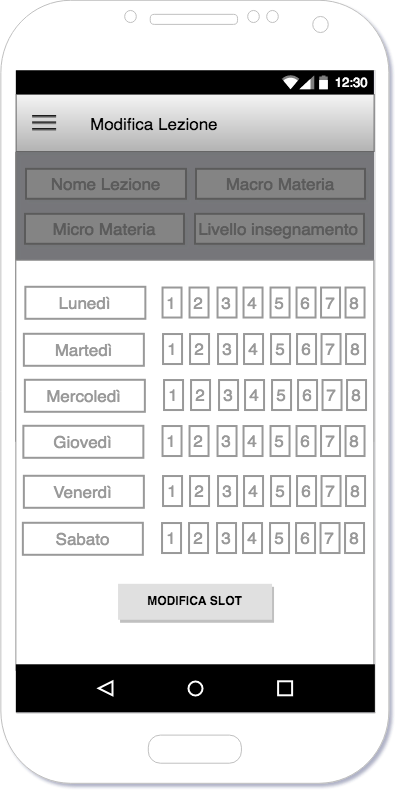 12:30
Modifica Lezione
Nome Lezione Macro Materia
Micro Materia Livello insegnamento
Lunedì 1 2 3 4 5 6 7 8
Martedì 1 2 3 4 5 6 7 8
Mercoledì 1 2 3 4 5 6 7 8
Giovedì 1 2 3 4 5 6 7 8
Venerdì 1 2 3 4 5 6 7 8
Sabato 1 2 3 4 5 6 7 8
MODIFICA SLOT